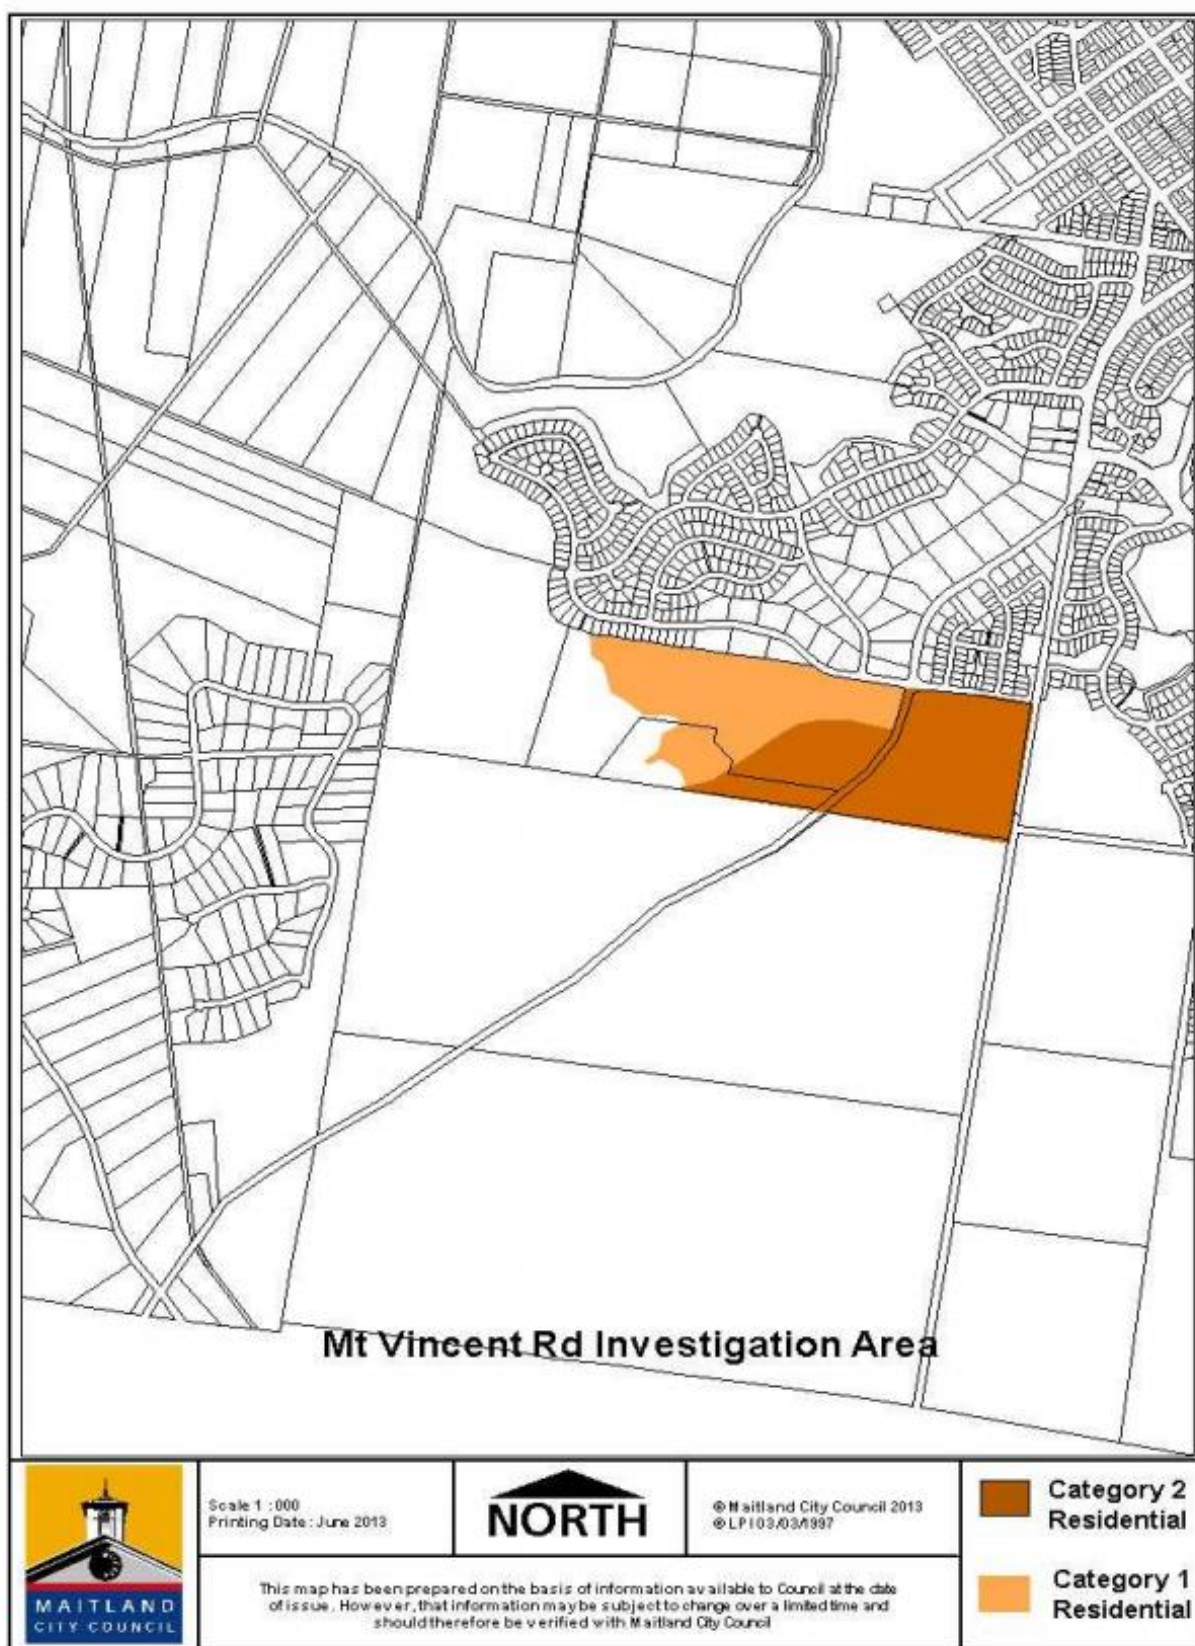 Mt Vincent Rd Investigation Area
MAITLAND
CITY COUNCIL
Scale 1 :000
Printing Date : June 2013
NORTH
© Maitland City Council 2013
© LPI 03/03/1997
This map has been prepared on the basis of information available to Council at the date
of issue. However, that information may be subject to change over a limited time and
should therefore be verified with Maitland City Council
Category 2
Residential
Category 1
Residential